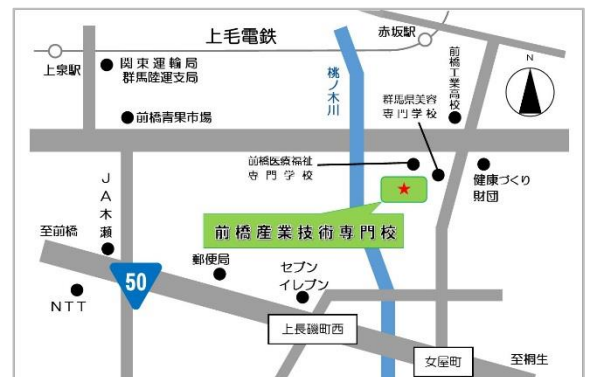 上毛電鉄
赤坂駅
上泉駅
関東運輸局
群馬陸運支局
桃ノ木川
前橋工業高校
N
群馬県美容
専門学校
前橋青果市場
前橋医療福祉
専門学校
健康づくり
財団
JA木瀬
前橋産業技術専門校
至前橋
郵便局
セブン
イレブン
50
NTT
上長磯町西
女屋町
至桐生